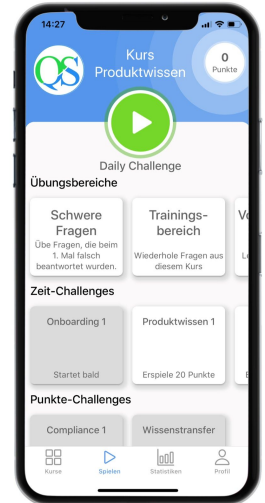 14:27
QS
Kurs
Produktwissen
0
Punkte
Daily Challenge
Übungsbereiche
Schwere
Fragen
Übe Fragen, die beim
1. Mal falsch
beantwortet wurden.
Trainings-
bereich
Wiederhole Fragen aus
diesem Kurs
Zeit-Challenges
Onboarding 1
Startet bald
Produktwissen 1
Erspiele 20 Punkte
Punkte-Challenges
Compliance 1
Wissenstransfer
Kurse
Spielen
Statistiken
Profil